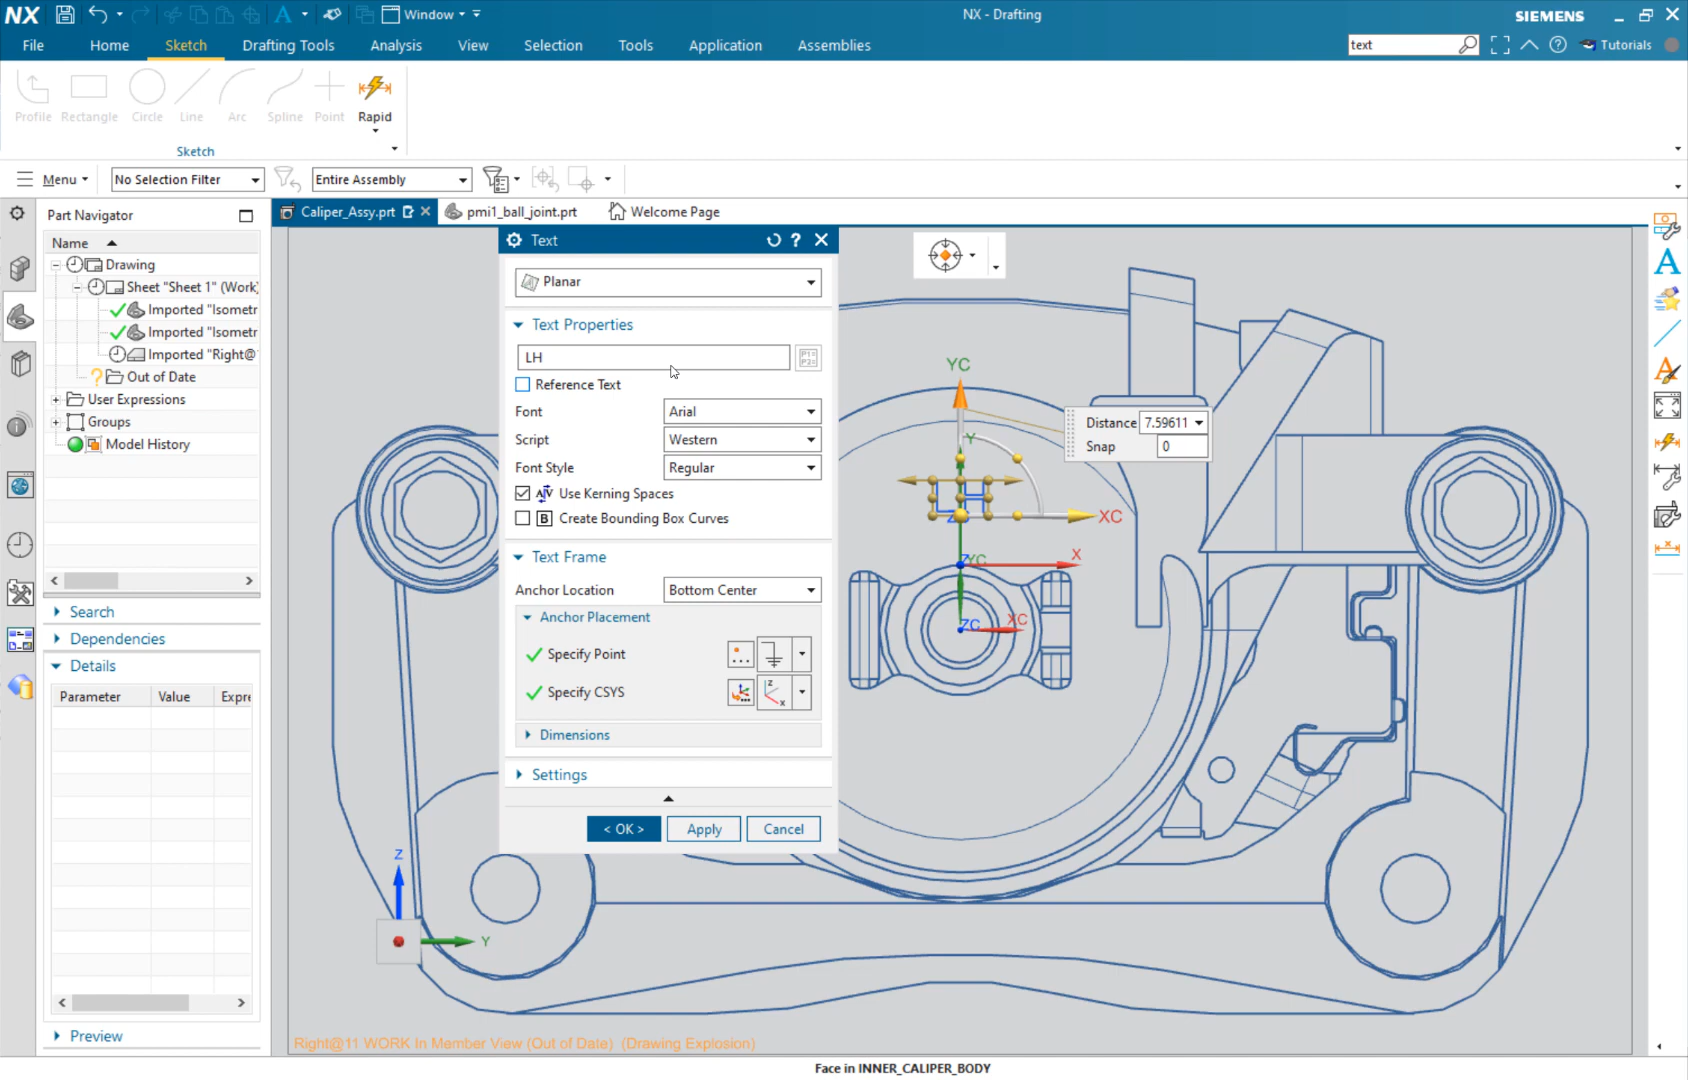 NX
Window
NX - Drafting
SIEMENS
File
Home
Sketch
Drafting Tools
Analysis
View
Selection
Tools
Application
Assemblies
text
Tutorials
Profile
Rectangle
Circle
Line
Arc
Spline
Point
Rapid
Sketch
Menu
No Selection Filter
Entire Assembly
Part Navigator
Caliper_Assy.prt
pmi1_ball_joint.prt
Welcome Page
Name
Drawing
Sheet "Sheet 1" (Work)
Imported "Isometr
Imported "Isometr
Imported "Right@
Out of Date
User Expressions
Groups
Model History
Search
Dependencies
Details
Parameter
Value
Expre
Preview
Text
Planar
Text Properties
LH
Reference Text
Font
Arial
Script
Western
Font Style
Regular
Use Kerning Spaces
B
Create Bounding Box Curves
Text Frame
Anchor Location
Bottom Center
Anchor Placement
Specify Point
Specify CSYS
Dimensions
Settings
< OK >
Apply
Cancel
YC
Distance
7.59611
Snap
0
Y
XC
Z
YC
X
ZC
XC
Z
Y
Right@11 WORK In Member View (Out of Date) (Drawing Explosion)
Face in INNER_CALIPER_BODY